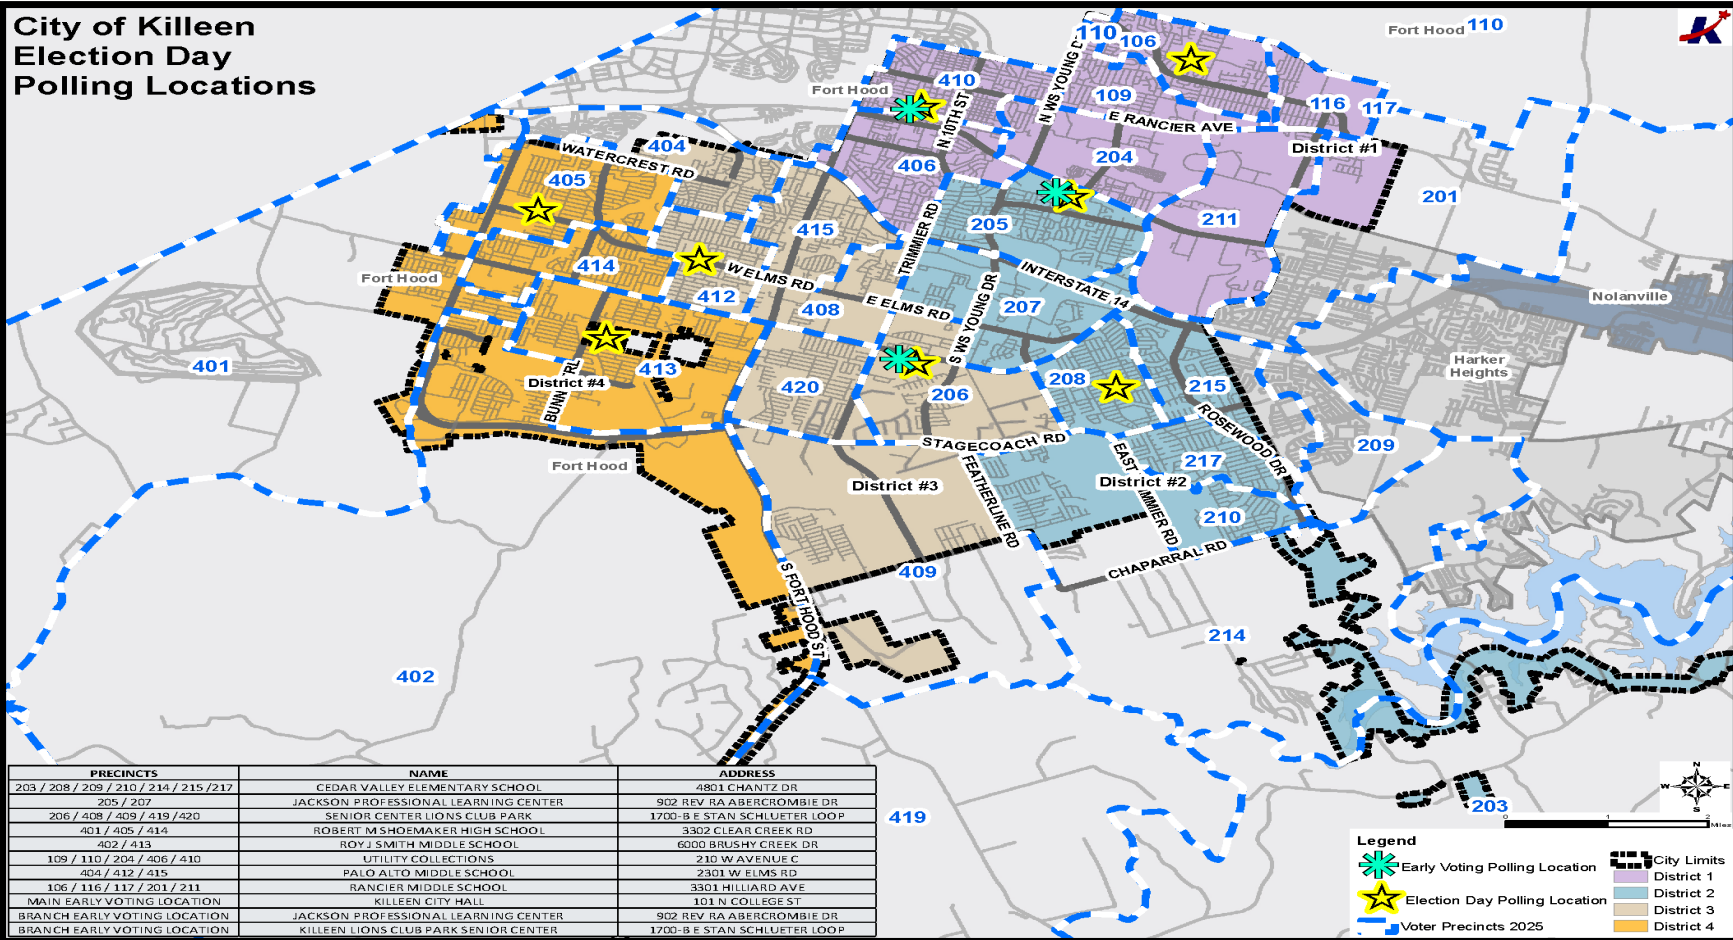 City of Killeen
Election Day
Polling Locations
Fort Hood 110
110
106
410
Fort Hood
109
116
117
N WS YOUNG D
N 10TH ST
E RANCIER AVE
District #1
404
WATERCREST RD
406
204
405
201
211
415
205
TRIMMIER RD
414
W ELMS RD
INTERSTATE 14
Fort Hood
412
Nolanville
408
E ELMS RD
207
S WS YOUNG DR
401
413
Harker
Heights
District #4
BUNN
TRL
420
206
208
215
ROSEWOOD DR
STAGECOACH RD
209
Fort Hood
217
District #3
District #2
FEATHERLINE RD
EAST
MMIER RD
210
CHAPARRAL RD
409
S FORT HOOD ST
214
402
203
419
N
W E
S
0 1 2
Miles
PRECINCTS NAME ADDRESS
203 / 208 / 209 / 210 / 214 / 215 /217 CEDAR VALLEY ELEMENTARY SCHOOL 4801 CHANTZ DR
205 / 207 JACKSON PROFESSIONAL LEARNING CENTER 902 REV RA ABERCROMBIE DR
206 / 408 / 409 / 419 /420 SENIOR CENTER LIONS CLUB PARK 1700-B E STAN SCHLUETER LOOP
401 / 405 / 414 ROBERT M SHOEMAKER HIGH SCHOOL 3302 CLEAR CREEK RD
402 / 413 ROY J SMITH MIDDLE SCHOOL 6000 BRUSHY CREEK DR
109 / 110 / 204 / 406 / 410 UTILITY COLLECTIONS 210 W AVENUE C
404 / 412 / 415 PALO ALTO MIDDLE SCHOOL 2301 W ELMS RD
106 / 116 / 117 / 201 / 211 RANCIER MIDDLE SCHOOL 3301 HILLIARD AVE
MAIN EARLY VOTING LOCATION KILLEEN CITY HALL 101 N COLLEGE ST
BRANCH EARLY VOTING LOCATION JACKSON PROFESSIONAL LEARNING CENTER 902 REV RA ABERCROMBIE DR
BRANCH EARLY VOTING LOCATION KILLEEN LIONS CLUB PARK SENIOR CENTER 1700-B E STAN SCHLUETER LOOP
Legend
Early Voting Polling Location
Election Day Polling Location
Voter Precincts 2025
City Limits
District 1
District 2
District 3
District 4